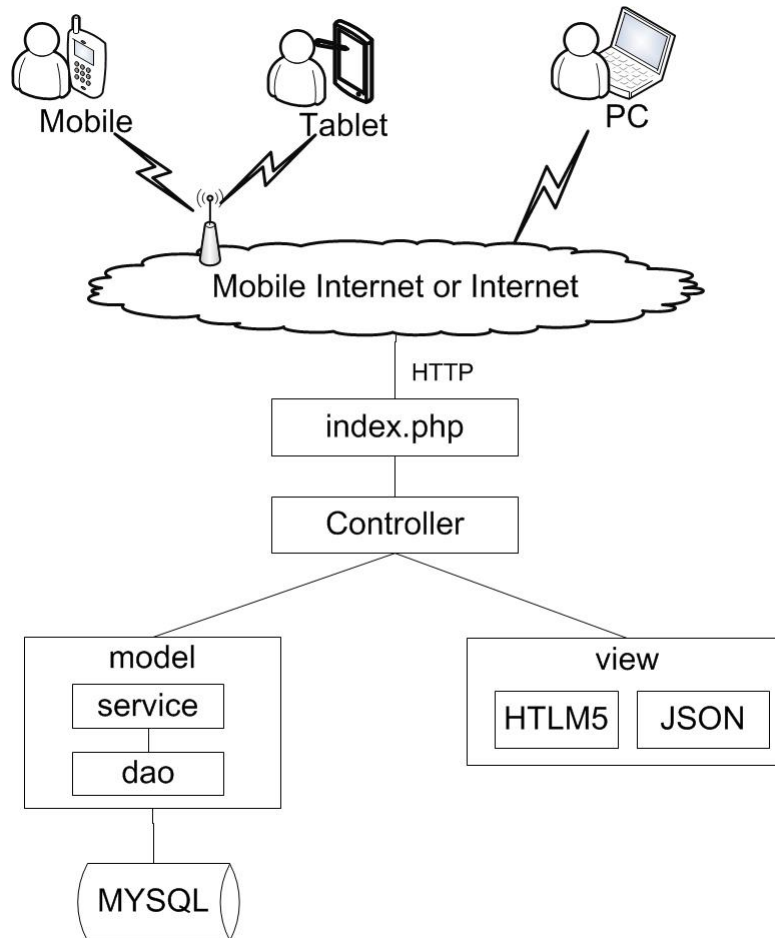 Mobile
Tablet
PC
Mobile Internet or Internet
HTTP
index.php
Controller
model
service
dao
view
HTLM5
JSON
MYSQL